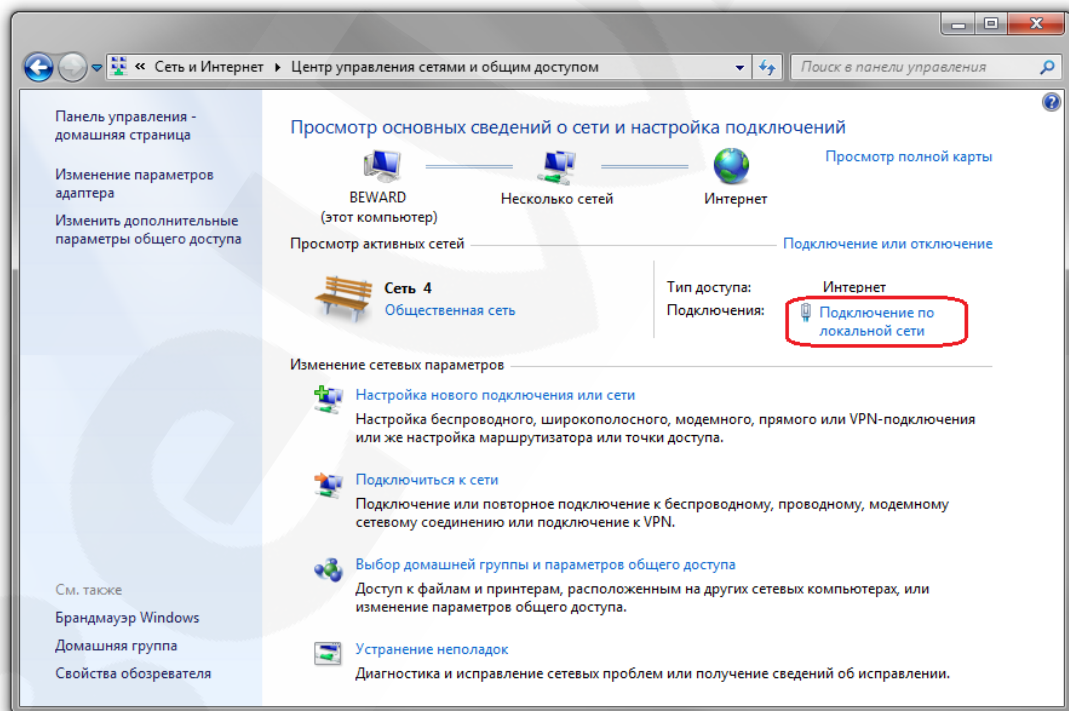 « Сеть и Интернет ▸ Центр управления сетями и общим доступом
Поиск в панели управления
Панель управления -
домашняя страница
Изменение параметров
адаптера
Изменить дополнительные
параметры общего доступа
См. также
Брандмауэр Windows
Домашняя группа
Свойства обозревателя
Просмотр основных сведений о сети и настройка подключений
Просмотр полной карты
BEWARD
(этот компьютер)
Несколько сетей
Интернет
Просмотр активных сетей
Подключение или отключение
Сеть 4
Общественная сеть
Тип доступа: Интернет
Подключения: Подключение по
локальной сети
Изменение сетевых параметров
Настройка нового подключения или сети
Настройка беспроводного, широкополосного, модемного, прямого или VPN-подключения
или же настройка маршрутизатора или точки доступа.
Подключиться к сети
Подключение или повторное подключение к беспроводному, проводному, модемному
сетевому соединению или подключение к VPN.
Выбор домашней группы и параметров общего доступа
Доступ к файлам и принтерам, расположенным на других сетевых компьютерах, или
изменение параметров общего доступа.
Устранение неполадок
Диагностика и исправление сетевых проблем или получение сведений об исправлении.